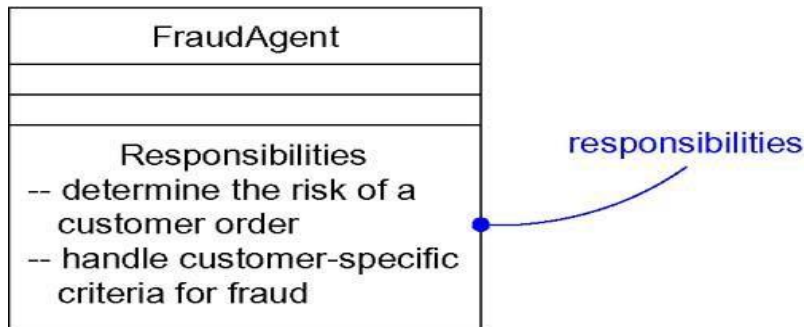 FraudAgent
Responsibilities
-- determine the risk of a
customer order
-- handle customer-specific
criteria for fraud
responsibilities